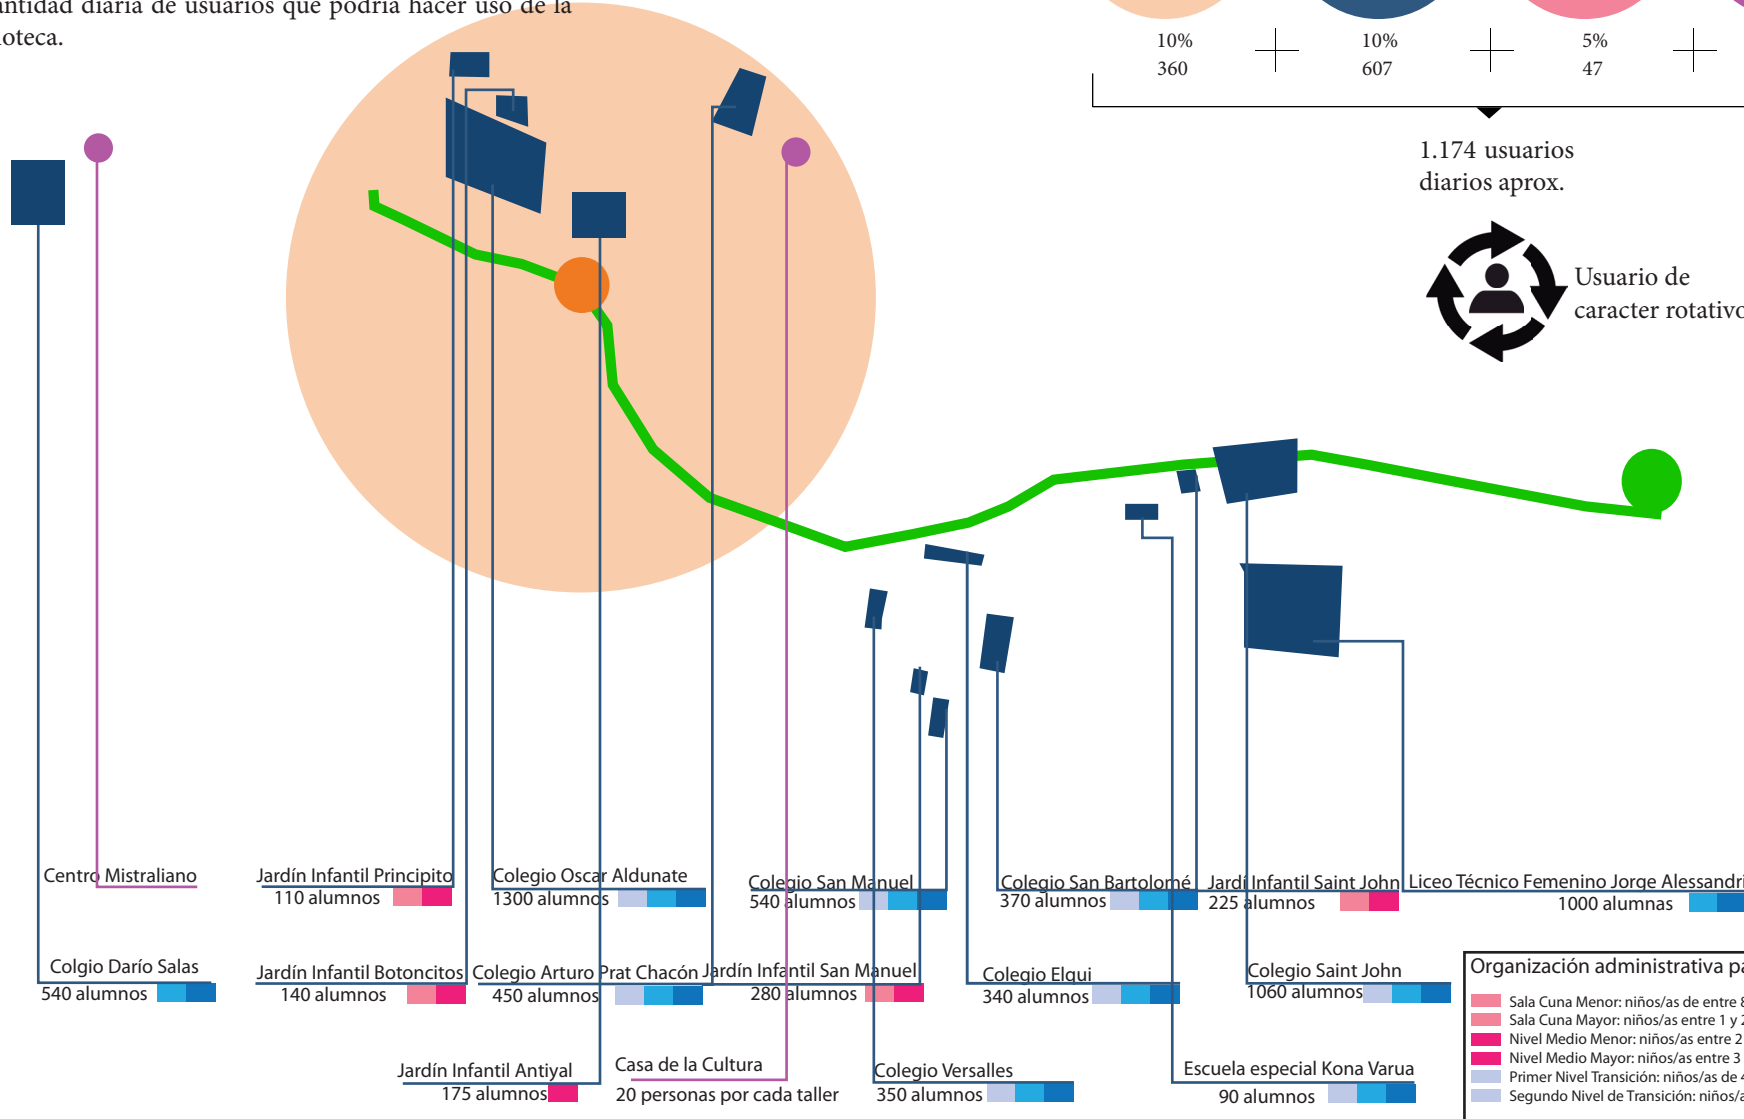 antidad diaria de usuarios que podría hacer uso de la
ioteca.
10%
360
10%
607
5%
47
1.174 usuarios
diarios aprox.
Usuario de
caracter rotativo
Centro Mistraliano
Jardín Infantil Principito
110 alumnos
Colegio Oscar Aldunate
1300 alumnos
Colegio San Manuel
540 alumnos
Colegio San Bartolomé
370 alumnos
Jardí Infantil Saint John
225 alumnos
Liceo Técnico Femenino Jorge Alessandri
1000 alumnas
Colgio Darío Salas
540 alumnos
Jardín Infantil Botoncitos
140 alumnos
Colegio Arturo Prat Chacón
450 alumnos
Jardín Infantil San Manuel
280 alumnos
Colegio Elqui
340 alumnos
Colegio Saint John
1060 alumnos
Jardín Infantil Antiyal
175 alumnos
Casa de la Cultura
20 personas por cada taller
Colegio Versalles
350 alumnos
Escuela especial Kona Varua
90 alumnos
Organización administrativa pa
Sala Cuna Menor: niños/as de entre 8
Sala Cuna Mayor: niños/as entre 1 y 2
Nivel Medio Menor: niños/as entre 2
Nivel Medio Mayor: niños/as entre 3
Primer Nivel Transición: niños/as de 4
Segundo Nivel de Transición: niños/a